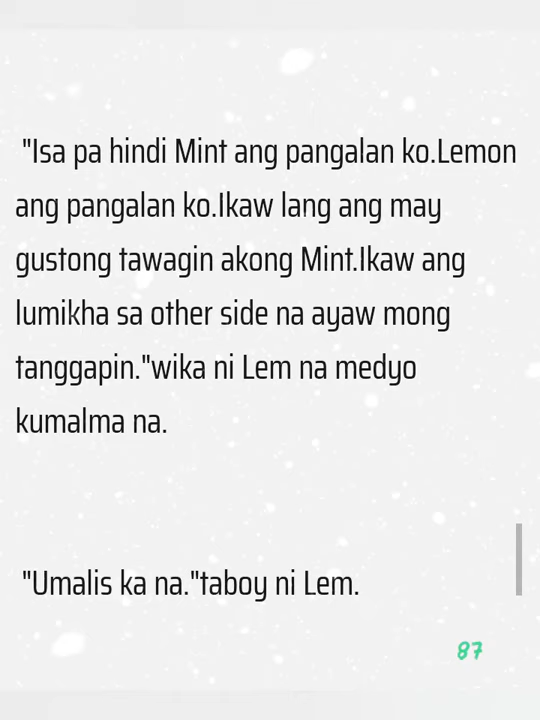 "Isa pa hindi Mint ang pangalan ko.Lemon
ang pangalan ko.Ikaw lang ang may
gustong tawagin akong Mint.Ikaw ang
lumikha sa other side na ayaw mong
tanggapin."wika ni Lem na medyo
kumalma na.
"Umalis ka na."taboy ni Lem.
87